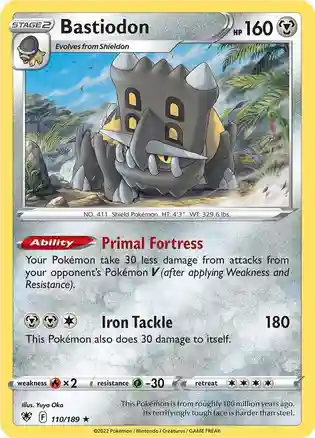 STAGE2 Bastiodon HP 160
Evolves from Shieldon
NO. 411 Shield Pokémon HT: 4'3" WT: 329.6 lbs.
Ability Primal Fortress
Your Pokémon take 30 less damage from attacks from
your opponent's Pokémon V (after applying Weakness and
Resistance).
Iron Tackle 180
This Pokémon also does 30 damage to itself.
weakness ×2 resistance -30 retreat
Illus. Yuya Oka
F 110/189 ★
This Pokémon is from roughly 100 million years ago.
Its terrifyingly tough face is harder than steel.
©2022 Pokémon / Nintendo / Creatures / GAME FREAK